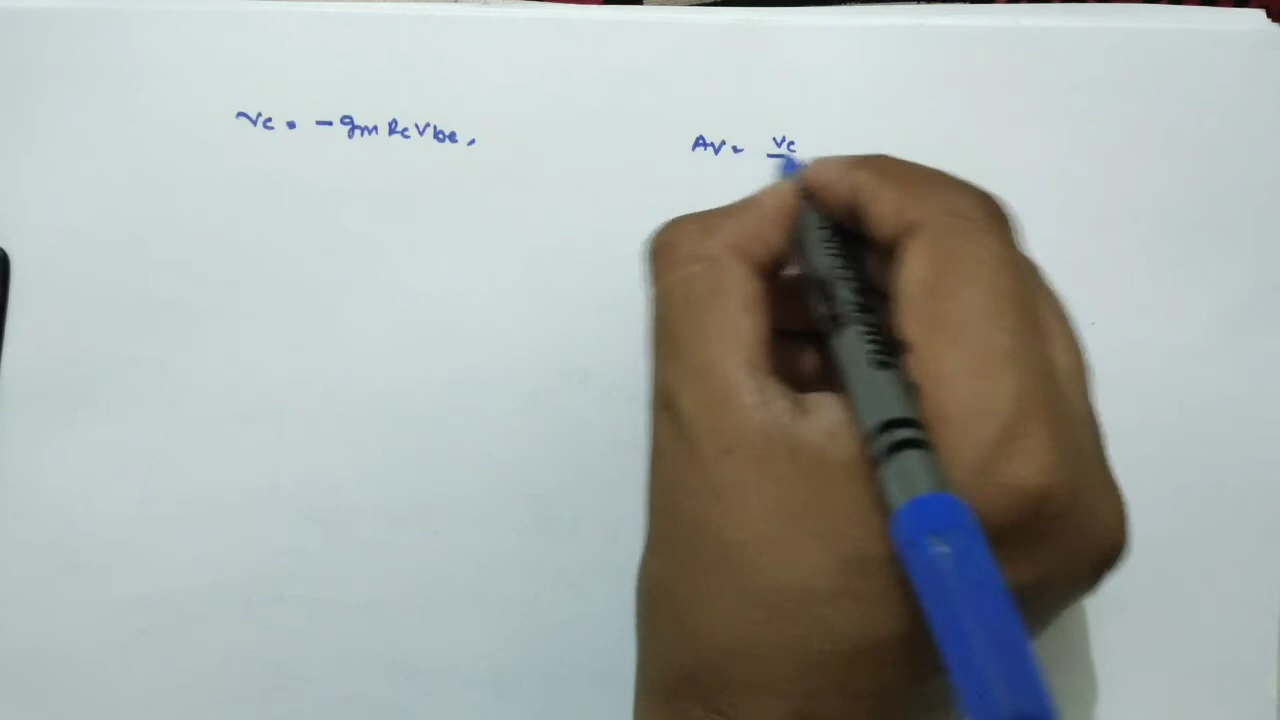 vc = -gm Rc Vbe,
Av = vc